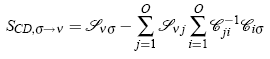 S_{CD,σ→ν} = 𝒮_{νσ} − ∑_{j=1}^{O} 𝒮_{νj} ∑_{i=1}^{O} 𝒞_{ji}^{−1} 𝒞_{iσ}